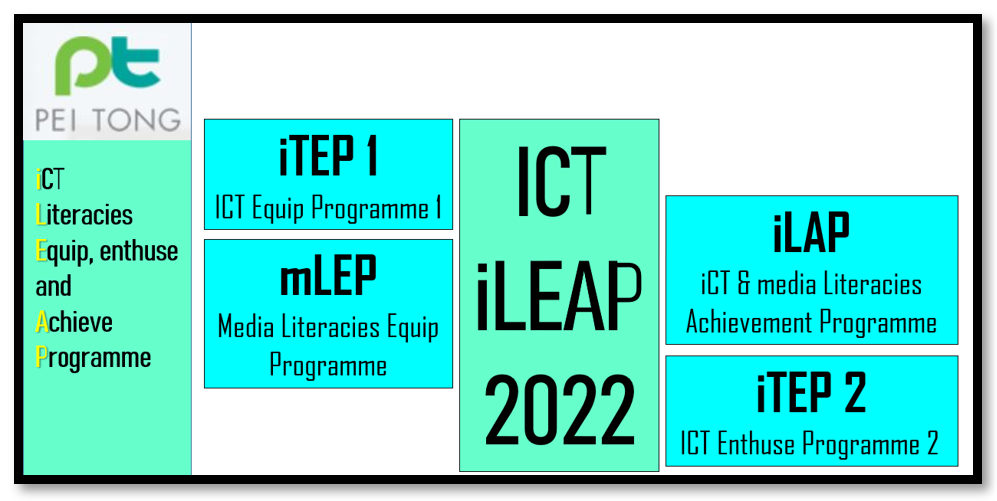 pt
PEI TONG
iCT
Literacies
Equip, enthuse
and
Achieve
Programme
iTEP 1
ICT Equip Programme 1
mLEP
Media Literacies Equip
Programme
ICT
iLEAP
2022
iLAP
iCT & media Literacies
Achievement Programme
iTEP 2
ICT Enthuse Programme 2